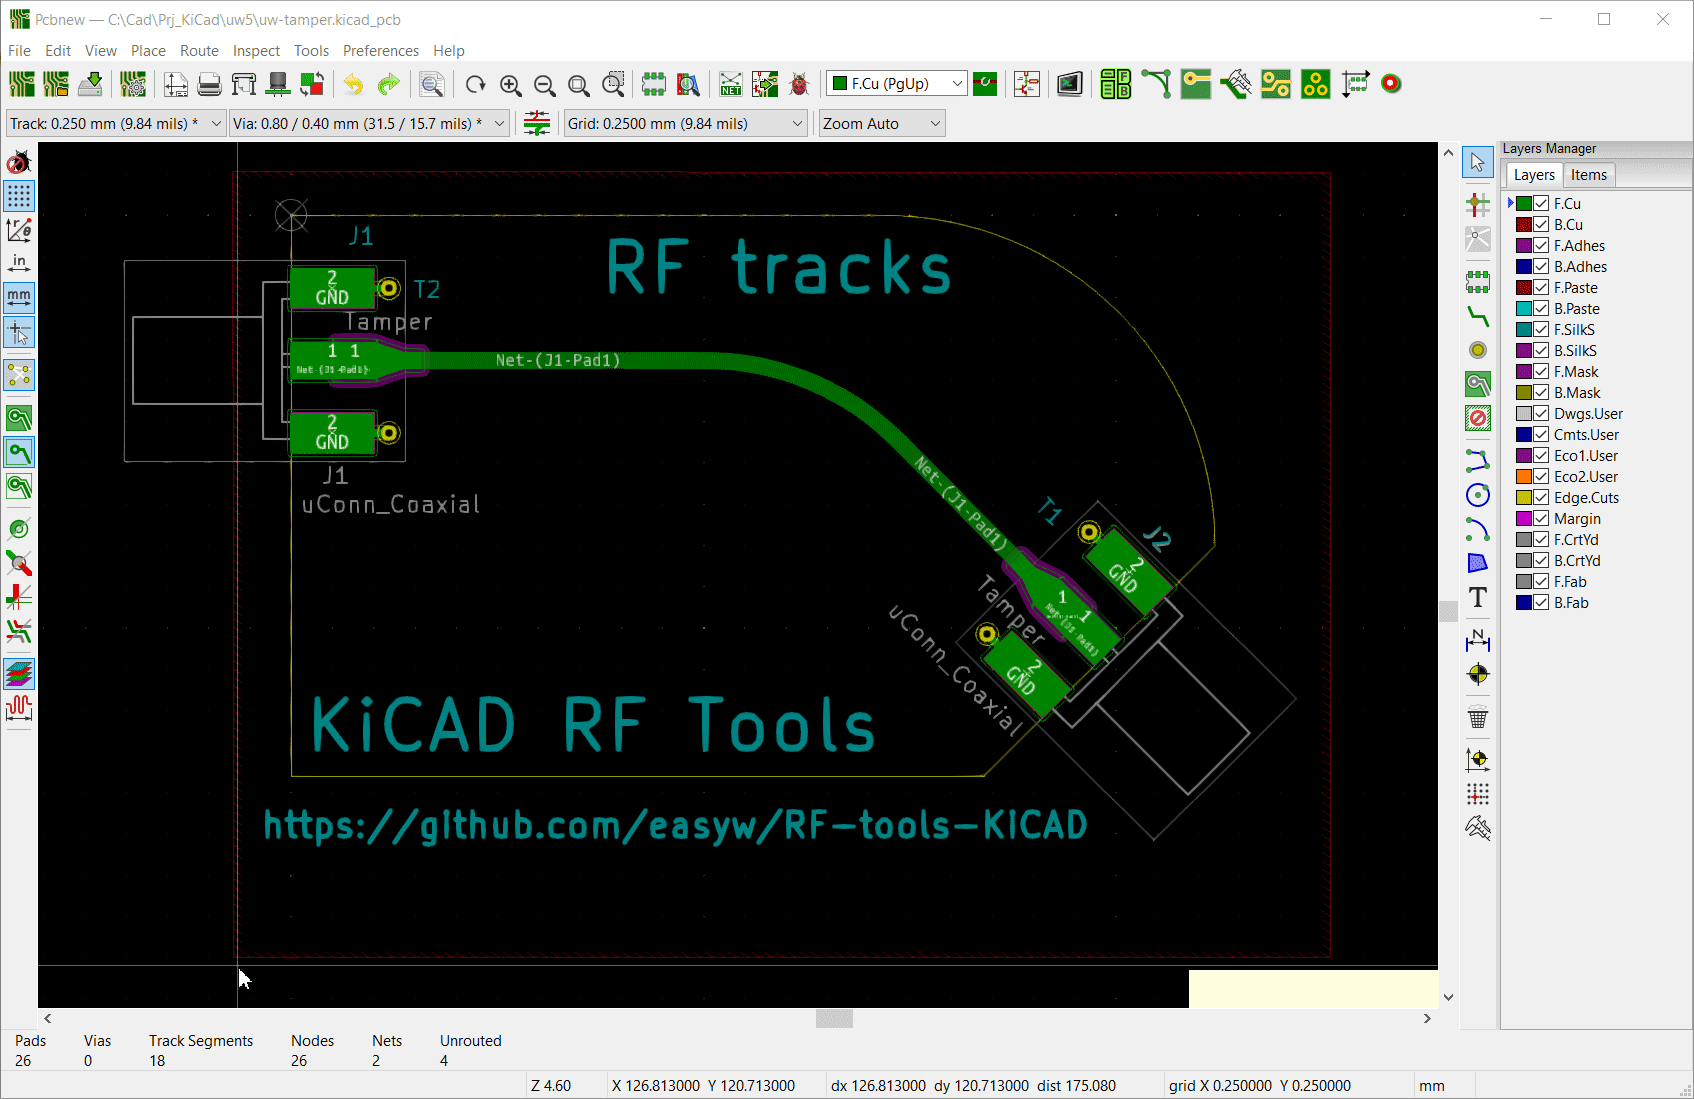 Pcbnew — C:\Cad\Prj_KiCad\uw5\uw-tamper.kicad_pcb
File Edit View Place Route Inspect Tools Preferences Help
NET
F.Cu (PgUp)
Track: 0.250 mm (9.84 mils) * Via: 0.80 / 0.40 mm (31.5 / 15.7 mils) * Grid: 0.2500 mm (9.84 mils) Zoom Auto
in
mm
J1
RF tracks
2
GND
T2
Tamper
1 1
Net-(J1-Pad1)
Net-(J1-Pad1)
2
GND
J1
uConn_Coaxial
Net-(J1-Pad1)
T1
J2
2
GND
Tamper
1
1
Net-(J1-Pad1)
uConn_Coaxial
2
GND
KiCAD RF Tools
https://github.com/easyw/RF-tools-KiCAD
Layers Manager
Layers Items
F.Cu
B.Cu
F.Adhes
B.Adhes
F.Paste
B.Paste
F.SilkS
B.SilkS
F.Mask
B.Mask
Dwgs.User
Cmts.User
Eco1.User
Eco2.User
Edge.Cuts
Margin
F.CrtYd
B.CrtYd
F.Fab
B.Fab
T
N
Pads Vias Track Segments Nodes Nets Unrouted
26 0 18 26 2 4
Z 4.60 X 126.813000 Y 120.713000 dx 126.813000 dy 120.713000 dist 175.080 grid X 0.250000 Y 0.250000 mm